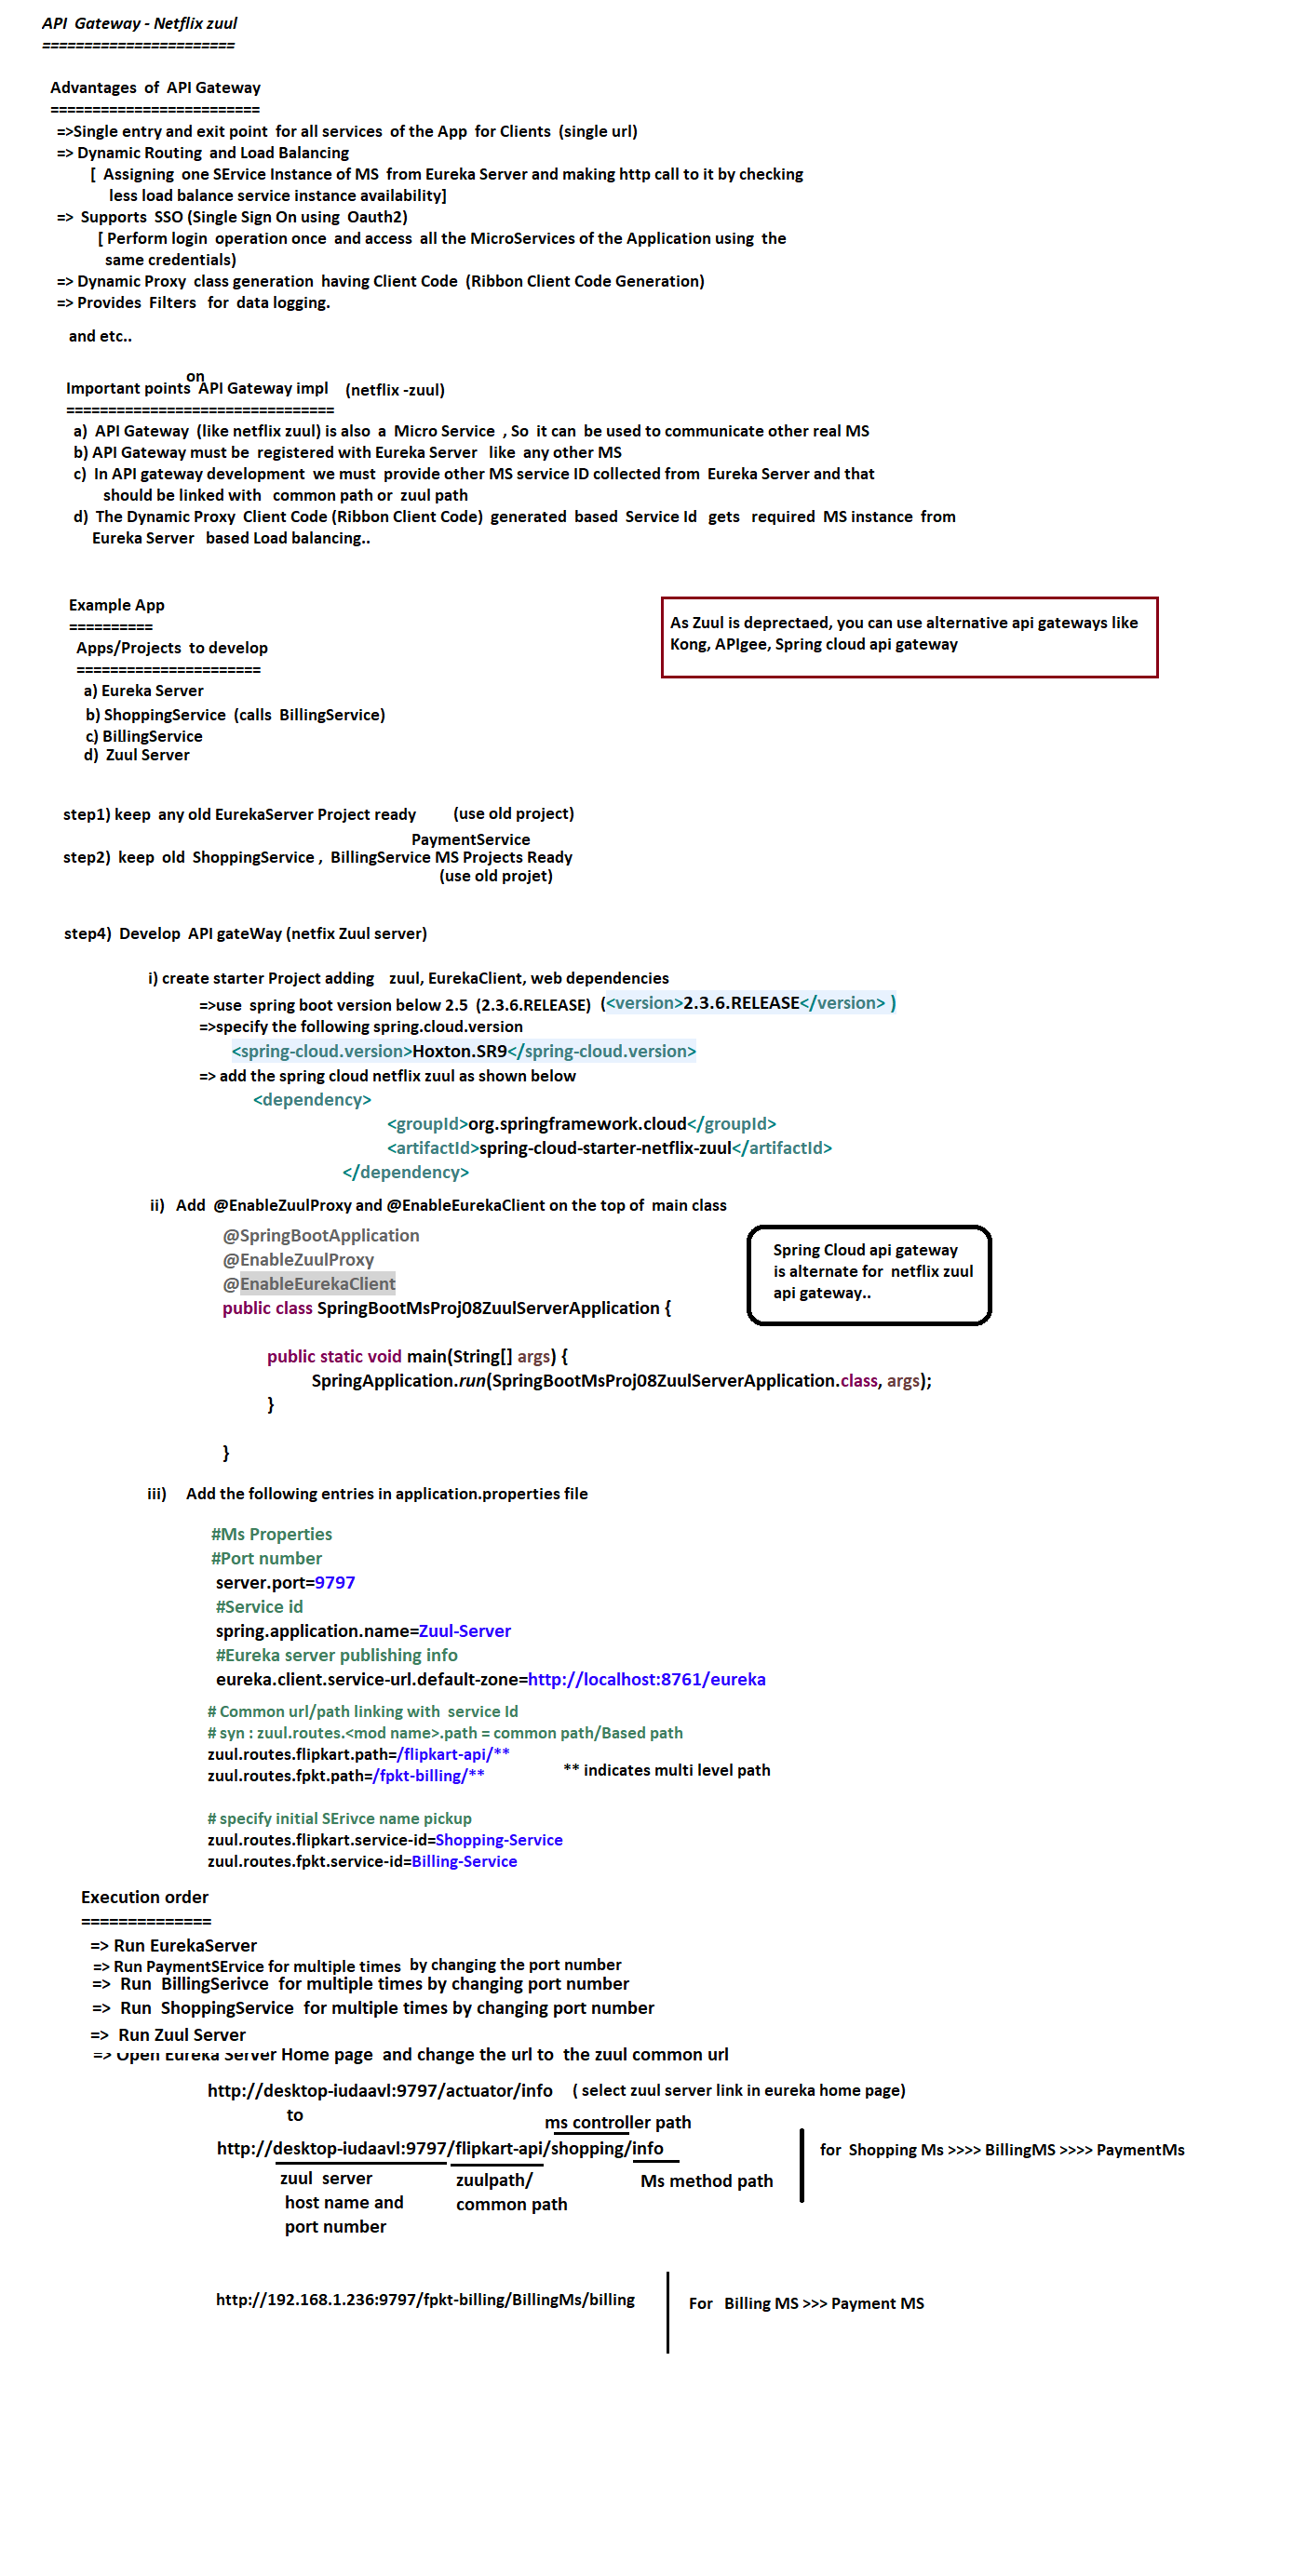 API  Gateway - Netflix zuul
=======================
Advantages  of  API Gateway
=========================
=>Single entry and exit point  for all services  of the App  for Clients  (single url)
=> Dynamic Routing  and Load Balancing
[  Assigning  one SErvice Instance of MS  from Eureka Server and making http call to it by checking
less load balance service instance availability]
=>  Supports  SSO (Single Sign On using  Oauth2)
[ Perform login  operation once  and access  all the MicroServices of the Application using  the
same credentials)
=> Dynamic Proxy  class generation  having Client Code  (Ribbon Client Code Generation)
=> Provides  Filters   for  data logging.
and etc..
on
Important points  API Gateway impl    (netflix -zuul)
================================
a)  API Gateway  (like netflix zuul) is also  a  Micro Service  , So  it can  be used to communicate other real MS
b) API Gateway must be  registered with Eureka Server   like  any other MS
c)  In API gateway development  we must  provide other MS service ID collected from  Eureka Server and that
should be linked with   common path or  zuul path
d)  The Dynamic Proxy  Client Code (Ribbon Client Code)  generated  based  Service Id   gets   required  MS instance  from
Eureka Server   based Load balancing..
Example App
==========
As Zuul is deprectaed, you can use alternative api gateways like
Kong, APIgee, Spring cloud api gateway
Apps/Projects  to develop
======================
a) Eureka Server
b) ShoppingService  (calls  BillingService)
c) BillingService
d)  Zuul Server
step1) keep  any old EurekaServer Project ready    (use old project)
PaymentService
step2)  keep  old  ShoppingService ,  BillingService MS Projects Ready
(use old projet)
step4)  Develop  API gateWay (netfix Zuul server)
i) create starter Project adding    zuul, EurekaClient, web dependencies
=>use  spring boot version below 2.5  (2.3.6.RELEASE)  (<version>2.3.6.RELEASE</version> )
=>specify the following spring.cloud.version
<spring-cloud.version>Hoxton.SR9</spring-cloud.version>
=> add the spring cloud netflix zuul as shown below
<dependency>
<groupId>org.springframework.cloud</groupId>
<artifactId>spring-cloud-starter-netflix-zuul</artifactId>
</dependency>
ii)   Add  @EnableZuulProxy and @EnableEurekaClient on the top of  main class
@SpringBootApplication
@EnableZuulProxy
@EnableEurekaClient
public class SpringBootMsProj08ZuulServerApplication {
Spring Cloud api gateway
is alternate for  netflix zuul
api gateway..
public static void main(String[] args) {
SpringApplication.run(SpringBootMsProj08ZuulServerApplication.class, args);
}
}
iii)     Add the following entries in application.properties file
#Ms Properties
#Port number
server.port=9797
#Service id
spring.application.name=Zuul-Server
#Eureka server publishing info
eureka.client.service-url.default-zone=http://localhost:8761/eureka
# Common url/path linking with  service Id
# syn : zuul.routes.<mod name>.path = common path/Based path
zuul.routes.flipkart.path=/flipkart-api/**
zuul.routes.fpkt.path=/fpkt-billing/**
** indicates multi level path
# specify initial SErivce name pickup
zuul.routes.flipkart.service-id=Shopping-Service
zuul.routes.fpkt.service-id=Billing-Service
Execution order
==============
=> Run EurekaServer
=> Run PaymentSErvice for multiple times  by changing the port number
=>  Run  BillingSerivce  for multiple times by changing port number
=>  Run  ShoppingService  for multiple times by changing port number
=>  Run Zuul Server
=> Open Eureka Server Home page  and change the url to  the zuul common url
http://desktop-iudaavl:9797/actuator/info    ( select zuul server link in eureka home page)
to
ms controller path
http://desktop-iudaavl:9797/flipkart-api/shopping/info
for  Shopping Ms >>>> BillingMS >>>> PaymentMs
zuul  server
host name and
port number
zuulpath/
common path
Ms method path
http://192.168.1.236:9797/fpkt-billing/BillingMs/billing
For   Billing MS >>> Payment MS